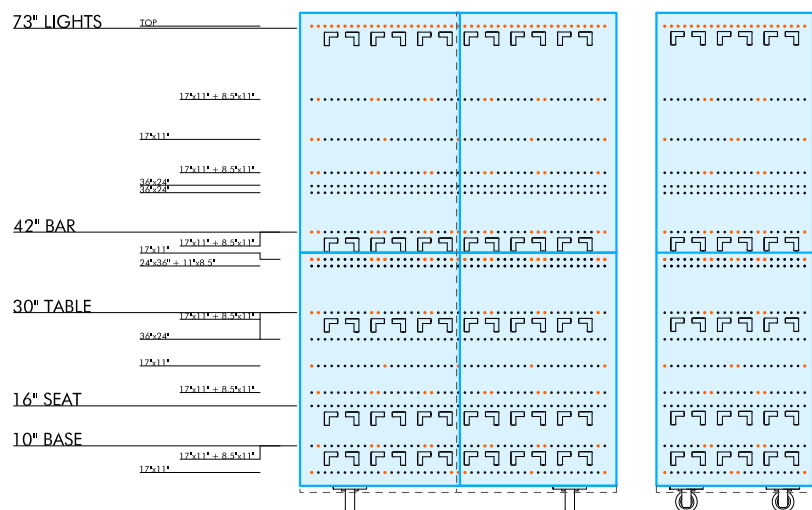 73" LIGHTS
TOP
17"x11" + 8.5"x11"
17"x11"
17"x11" + 8.5"x11"
36"x24"
36"x24"
42" BAR
17"x11" + 8.5"x11"
17"x11"
24"x36" + 11"x8.5"
30" TABLE
17"x11" + 8.5"x11"
36"x24"
17"x11"
17"x11" + 8.5"x11"
16" SEAT
10" BASE
17"x11" + 8.5"x11"
17"x11"